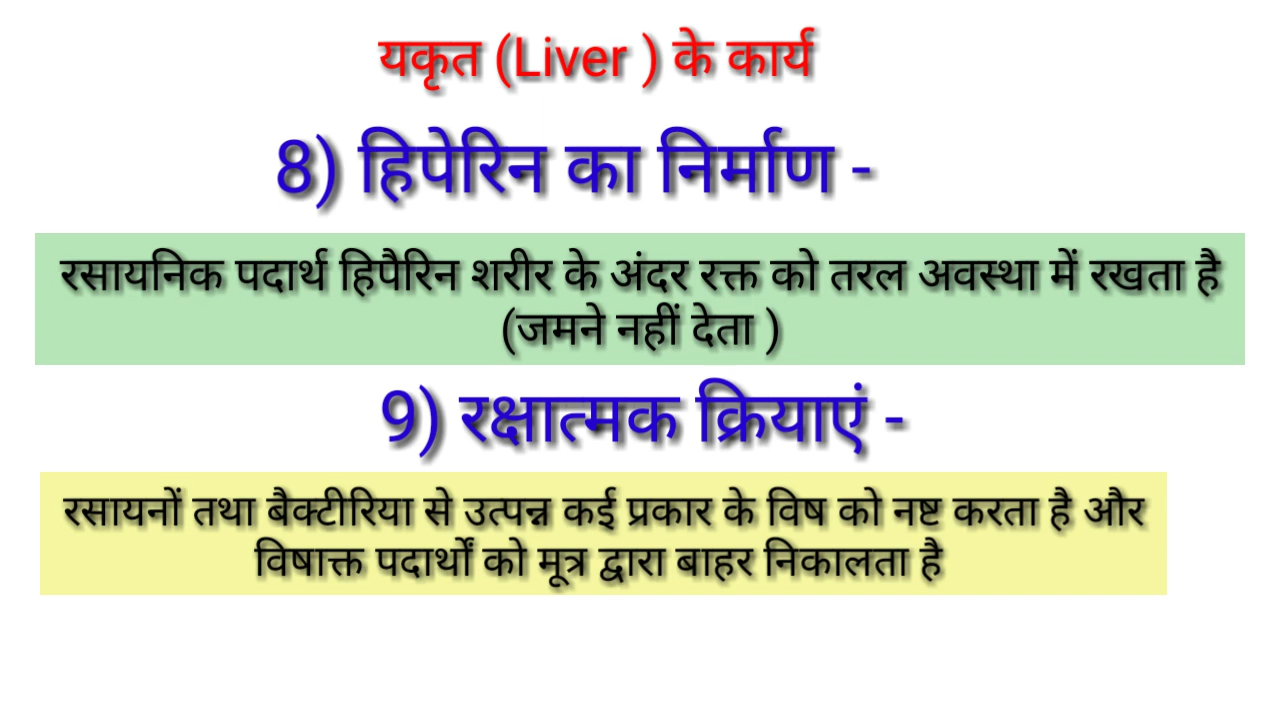 यकृत (Liver ) के कार्य
8) हिपेरिन का निर्माण -
रसायनिक पदार्थ हिपैरिन शरीर के अंदर रक्त को तरल अवस्था में रखता है
(जमने नहीं देता )
9) रक्षात्मक क्रियाएं -
रसायनों तथा बैक्टीरिया से उत्पन्न कई प्रकार के विष को नष्ट करता है और
विषाक्त पदार्थों को मूत्र द्वारा बाहर निकालता है